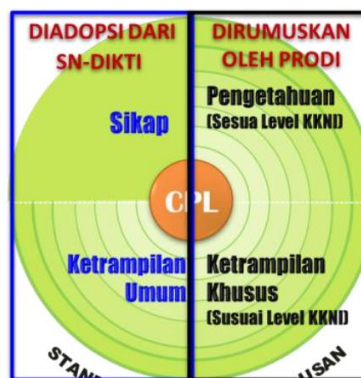 DIADOPSI DARI
SN-DIKTI
Sikap
Ketrampilan
Umum
DIRUMUSKAN
OLEH PRODI
Pengetahuan
(Sesua Level KKNI)
CPL
Ketrampilan
Khusus
(Susuai Level KKNI)